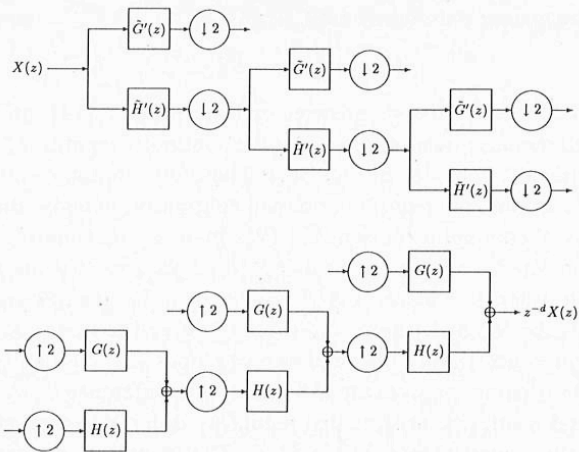 G̃′(z) ↓2
X(z)
G̃′(z) ↓2
H̃′(z) ↓2
G̃′(z) ↓2
H̃′(z) ↓2
H̃′(z) ↓2
↑2 G(z)
↑2 G(z)
z⁻ᵈX(z)
↑2 G(z)
↑2 H(z)
↑2 H(z)
↑2 H(z)